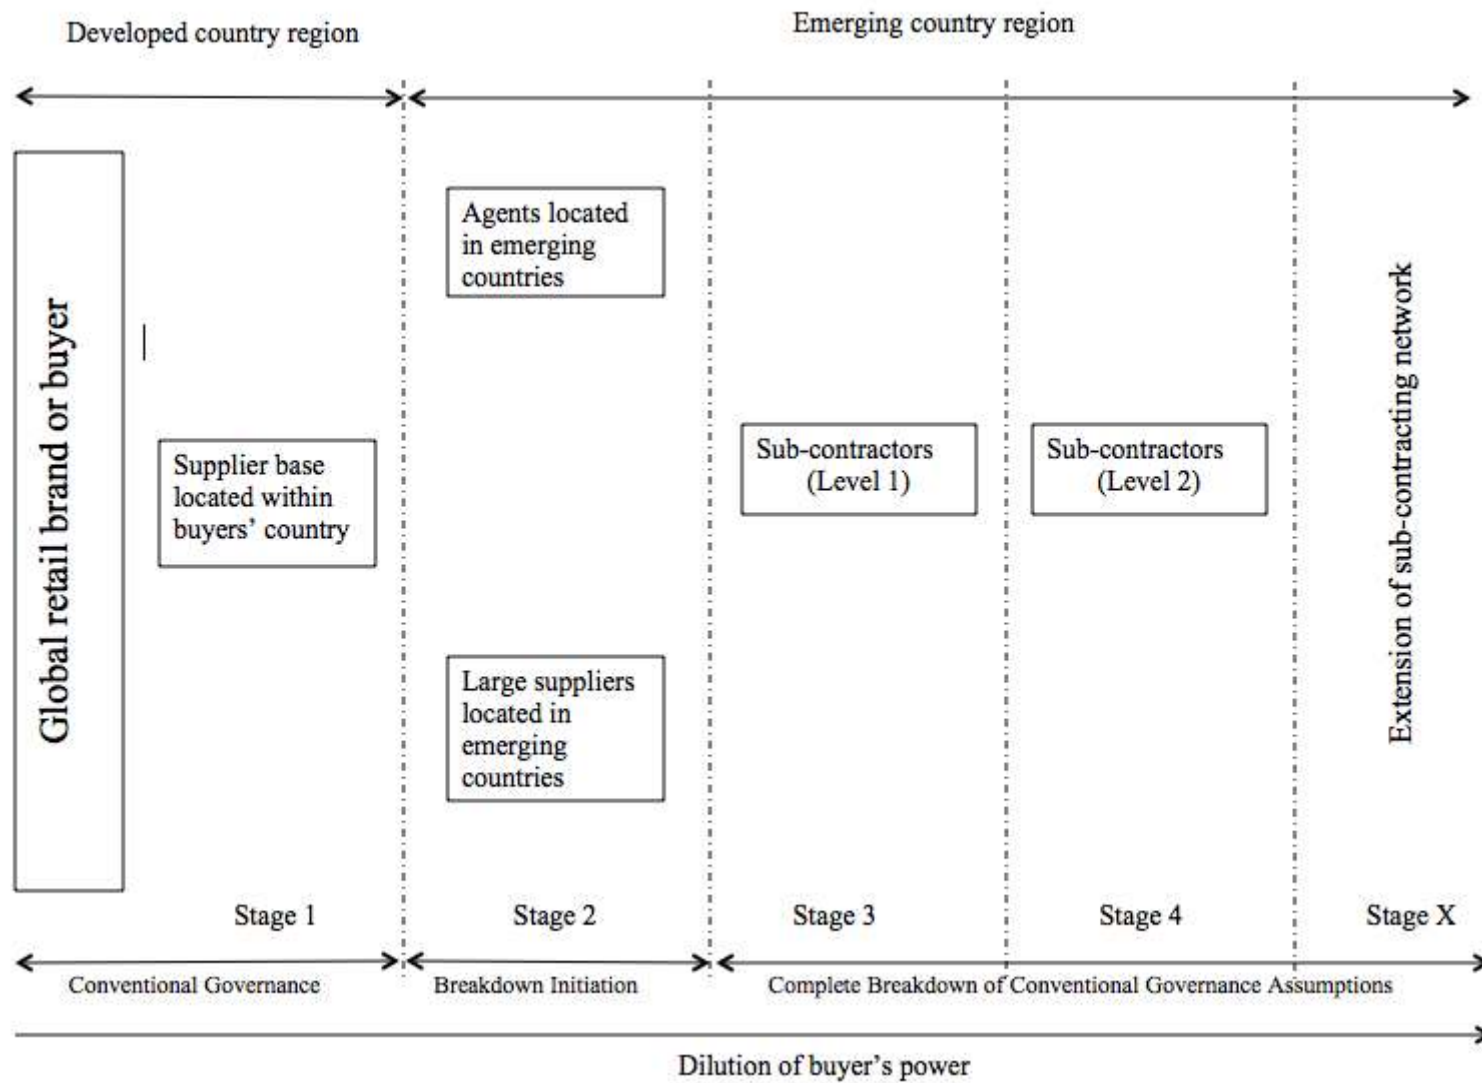 Developed country region
Emerging country region
Global retail brand or buyer
Supplier base
located within
buyers’ country
Agents located
in emerging
countries
Large suppliers
located in
emerging
countries
Sub-contractors
(Level 1)
Sub-contractors
(Level 2)
Extension of sub-contracting network
Stage 1
Stage 2
Stage 3
Stage 4
Stage X
Conventional Governance
Breakdown Initiation
Complete Breakdown of Conventional Governance Assumptions
Dilution of buyer’s power